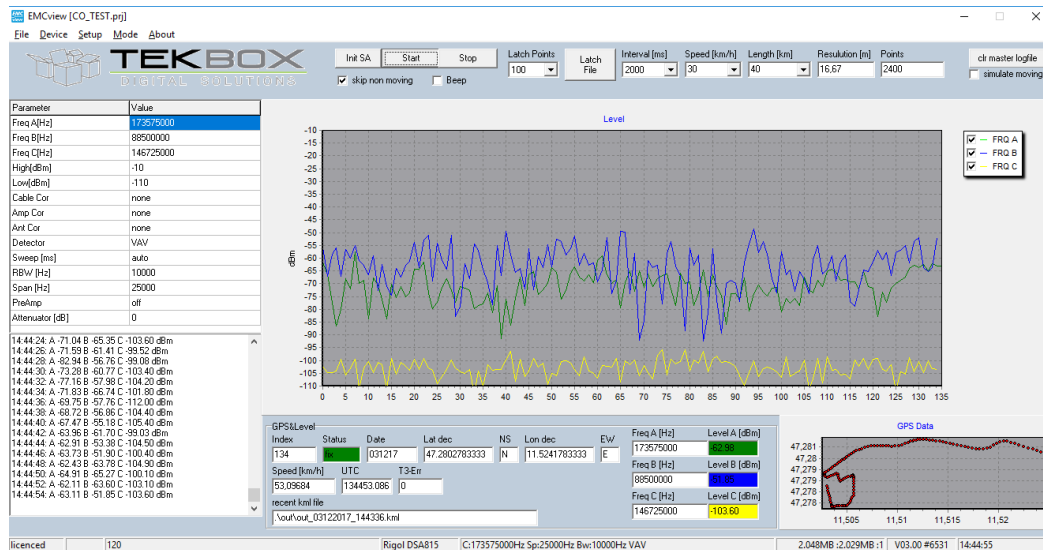 EMCview [CO_TEST.prj]
File Device Setup Mode About
TEKBOX
DIGITAL SOLUTIONS
Init SA Start Stop
skip non moving Beep
Latch Points
100
Latch File
Interval [ms] Speed [km/h] Length [km] Resulution [m] Points
2000 30 40 16,67 2400
clr master logfile
simulate moving
Parameter Value
Freq A[Hz] 173575000
Freq B[Hz] 88500000
Freq C[Hz] 146725000
High[dBm] -10
Low[dBm] -110
Cable Cor none
Amp Cor none
Ant Cor none
Detector VAV
Sweep [ms] auto
RBW [Hz] 10000
Span [Hz] 25000
PreAmp off
Attenuator [dB] 0
14:44:24: A -71.04 B -65.35 C -103.60 dBm
14:44:26: A -71.59 B -61.41 C -99.52 dBm
14:44:28: A -82.94 B -56.76 C -99.08 dBm
14:44:30: A -73.28 B -60.77 C -103.40 dBm
14:44:32: A -77.16 B -57.98 C -104.20 dBm
14:44:34: A -71.83 B -66.74 C -101.80 dBm
14:44:36: A -69.75 B -57.76 C -112.00 dBm
14:44:38: A -68.72 B -56.86 C -104.40 dBm
14:44:40: A -67.47 B -55.18 C -105.40 dBm
14:44:42: A -63.96 B -61.70 C -99.03 dBm
14:44:44: A -62.91 B -53.38 C -104.50 dBm
14:44:46: A -63.73 B -51.90 C -100.40 dBm
14:44:48: A -62.43 B -63.78 C -104.90 dBm
14:44:50: A -64.91 B -65.27 C -100.10 dBm
14:44:52: A -62.11 B -63.60 C -103.10 dBm
14:44:54: A -63.11 B -51.85 C -103.60 dBm
Level
dBm
-10
-15
-20
-25
-30
-35
-40
-45
-50
-55
-60
-65
-70
-75
-80
-85
-90
-95
-100
-105
-110
0 5 10 15 20 25 30 35 40 45 50 55 60 65 70 75 80 85 90 95 100 105 110 115 120 125 130 135
FRQ A
FRQ B
FRQ C
GPS&Level
Index Status Date Lat dec NS Lon dec EW
134 fix 031217 47.2802783333 N 11.5241783333 E
Speed [km/h] UTC T3-Err
53,09684 134453.086 0
recent kml file
.\out\out_03122017_144336.kml
Freq A [Hz] Level A [dBm]
173575000 -62.98
Freq B [Hz] Level B [dBm]
88500000
Freq C [Hz] Level C [dBm]
146725000 -103.60
GPS Data
47,281
47,28
47,279
47,279
47,278
47,278
11,505 11,51 11,515 11,52
licenced 120 Rigol DSA815 C:173575000Hz Sp:25000Hz Bw:10000Hz VAV 2.048MB :2.029MB :1 V03.00 #6531 14:44:55